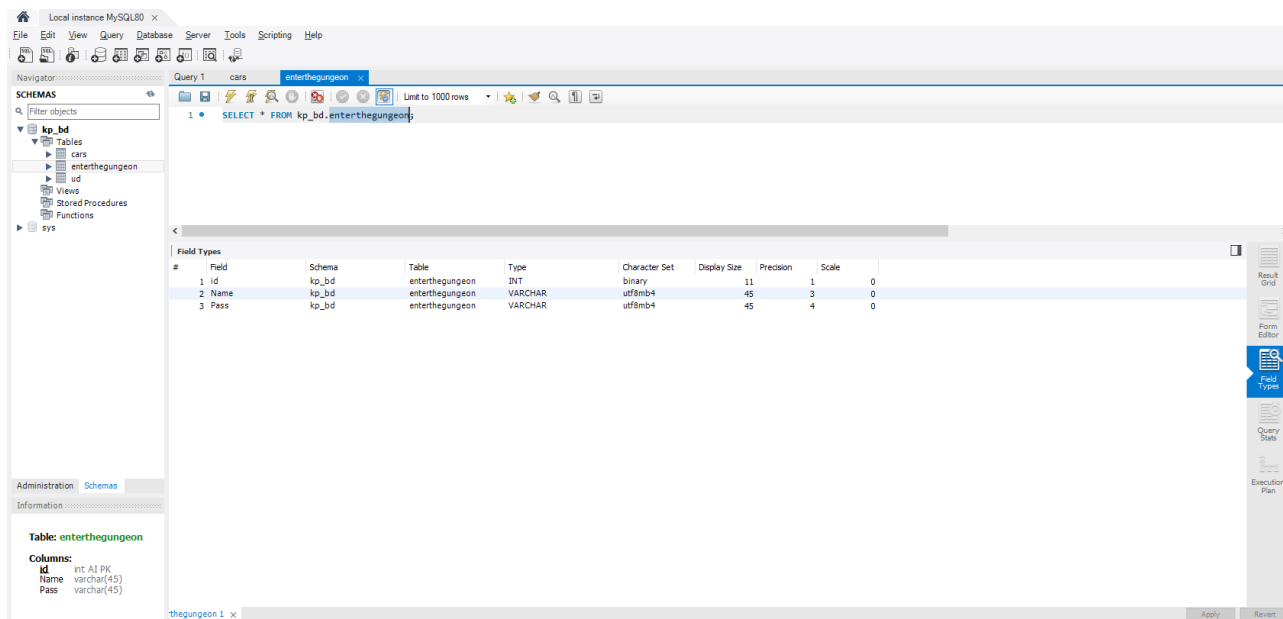 Local instance MySQL80 ×
File Edit View Query Database Server Tools Scripting Help
Navigator
Query 1 cars enterthegungeon ×
SCHEMAS
Limit to 1000 rows
Filter objects
1 SELECT * FROM kp_bd.enterthegungeon;
kp_bd
Tables
cars
enterthegungeon
ud
Views
Stored Procedures
Functions
sys
Field Types
# Field Schema Table Type Character Set Display Size Precision Scale
1 id kp_bd enterthegungeon INT binary 11 1 0
2 Name kp_bd enterthegungeon VARCHAR utf8mb4 45 3 0
3 Pass kp_bd enterthegungeon VARCHAR utf8mb4 45 4 0
Result
Grid
Form
Editor
Field
Types
Query
Stats
Execution
Plan
Administration Schemas
Information
Table: enterthegungeon
Columns:
id int AI PK
Name varchar(45)
Pass varchar(45)
thegungeon 1 ×
Apply Revert